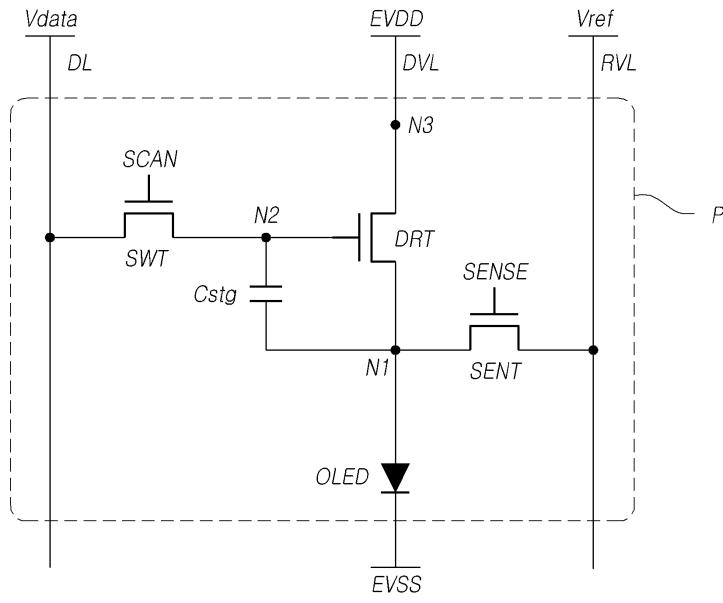 Vdata
EVDD
Vref
DL
DVL
RVL
N3
SCAN
N2
DRT
P
SWT
SENSE
Cstg
N1
SENT
OLED
EVSS